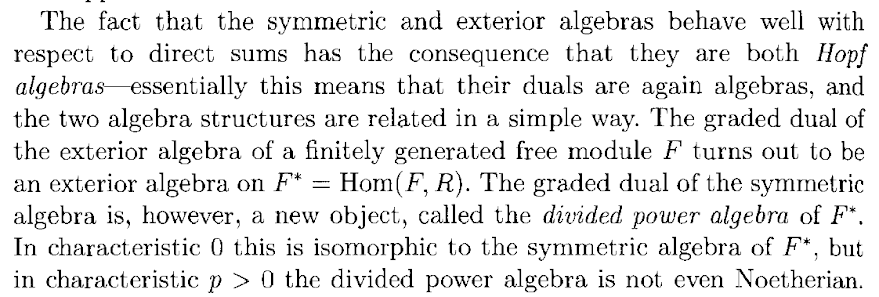 The fact that the symmetric and exterior algebras behave well with
respect to direct sums has the consequence that they are both Hopf
algebras—essentially this means that their duals are again algebras, and
the two algebra structures are related in a simple way. The graded dual of
the exterior algebra of a finitely generated free module F turns out to be
an exterior algebra on F* = Hom(F, R). The graded dual of the symmetric
algebra is, however, a new object, called the divided power algebra of F*.
In characteristic 0 this is isomorphic to the symmetric algebra of F*, but
in characteristic p > 0 the divided power algebra is not even Noetherian.